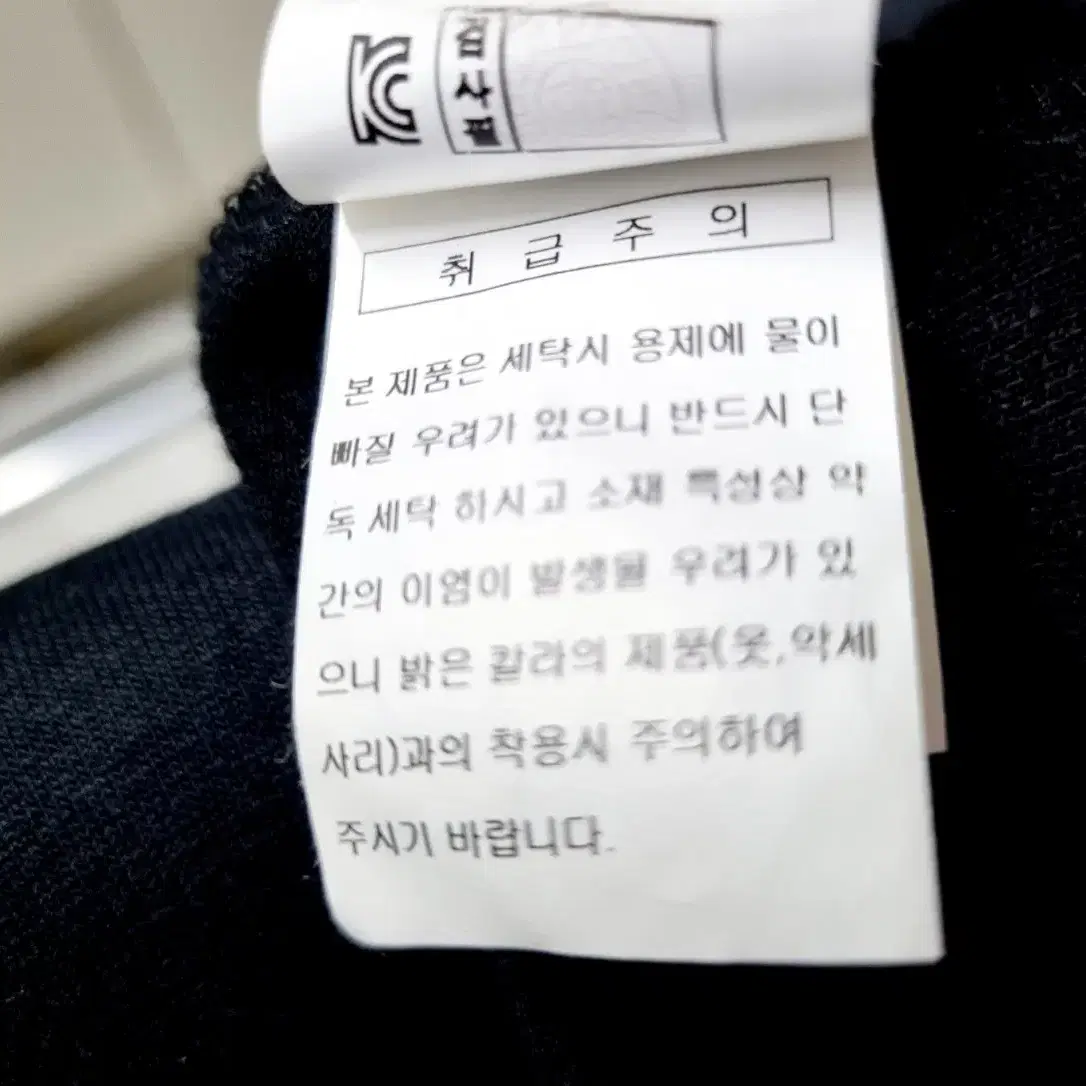 KC
검사필
취급주의
본 제품은 세탁시 용제에 물이
빠질 우려가 있으니 반드시 단
독 세탁 하시고 소재 특성상 약
간의 이염이 발생될 우려가 있
으니 밝은 칼라의 제품(옷,악세
사리)과의 착용시 주의하여
주시기 바랍니다.